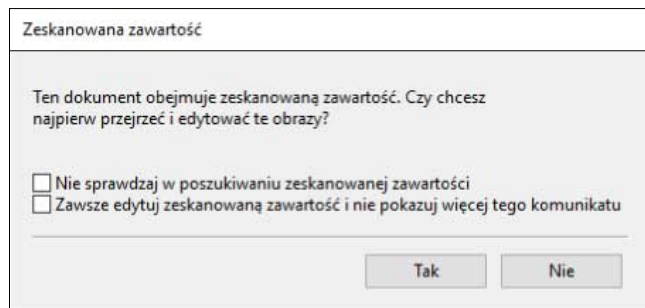 Zeskanowana zawartość
Ten dokument obejmuje zeskanowaną zawartość. Czy chcesz
najpierw przejrzeć i edytować te obrazy?
Nie sprawdzaj w poszukiwaniu zeskanowanej zawartości
Zawsze edytuj zeskanowaną zawartość i nie pokazuj więcej tego komunikatu
Tak
Nie